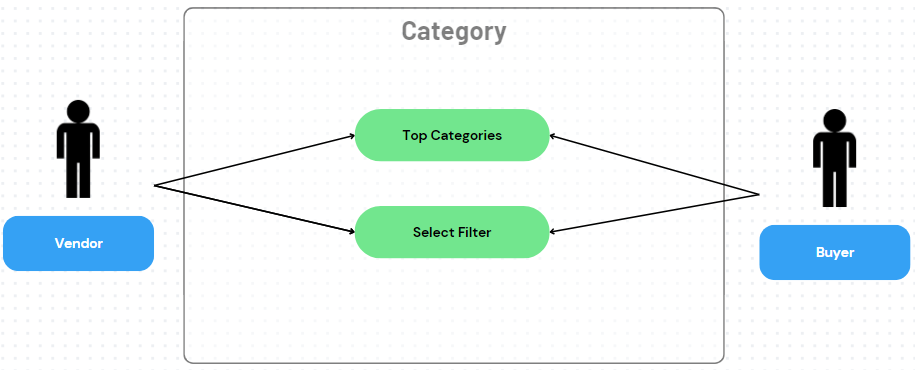 Category
Top Categories
Select Filter
Vendor
Buyer